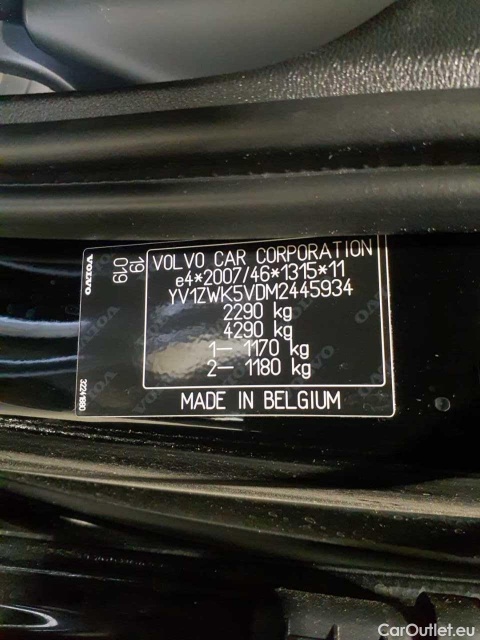 VOLVO
19
019
VOLVO CAR CORPORATION
e4*2007/46*1315*11
YV1ZWK5VDM2445934
2290 kg
4290 kg
1– 1170 kg
2– 1180 kg
MADE IN BELGIUM
CarOutlet.eu